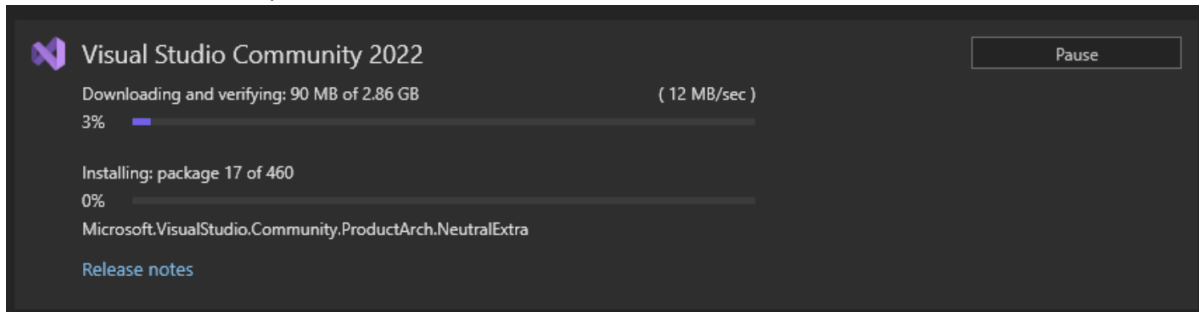 Visual Studio Community 2022
Pause
Downloading and verifying: 90 MB of 2.86 GB
( 12 MB/sec )
3%
Installing: package 17 of 460
0%
Microsoft.VisualStudio.Community.ProductArch.NeutralExtra
Release notes